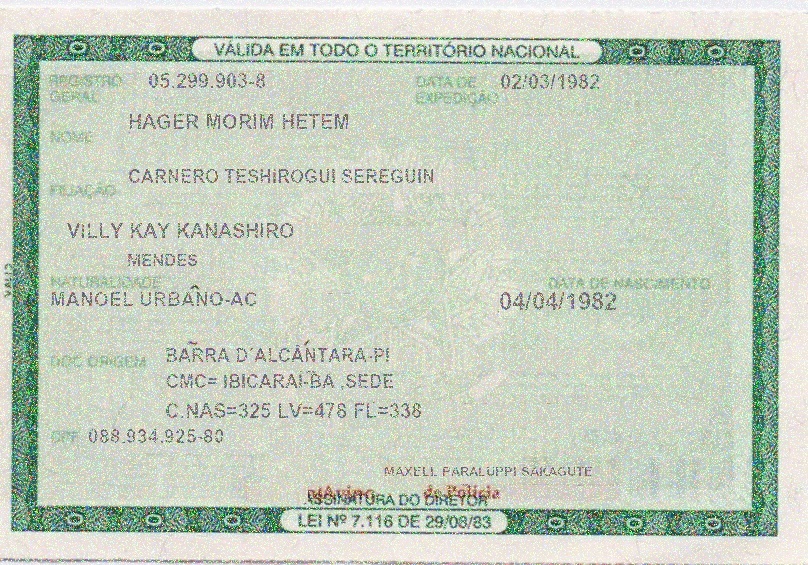 VÁLIDA EM TODO O TERRITÓRIO NACIONAL
REGISTRO GERAL 05.299.903-8 DATA DE EXPEDIÇÃO 02/03/1982
NOME HAGER MORIM HETEM
FILIAÇÃO CARNERO TESHIROGUI SEREGUIN
VILLY KAY KANASHIRO
MENDES
NATURALIDADE DATA DE NASCIMENTO
MANOEL URBANO-AC 04/04/1982
DOC ORIGEM BARRA D'ALCÂNTARA-PI
CMC= IBICARAI-BA ,SEDE
C.NAS=325 LV=478 FL=338
CPF 088.934.925-80
MAXELL PARALUPPI SAKAGUTE
de Polícia
ASSINATURA DO DIRETOR
LEI Nº 7.116 DE 29/08/83